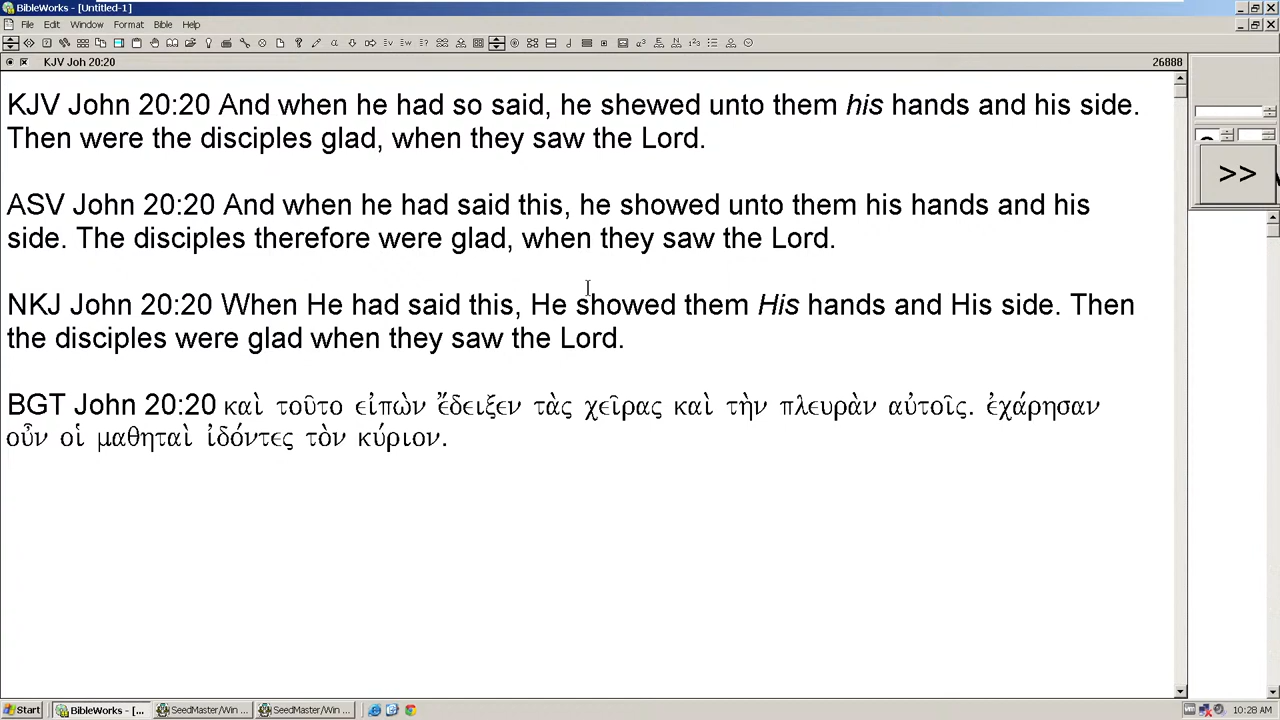 BibleWorks - [Untitled-1]
File Edit Window Format Bible Help
KJV Joh 20:20 26888
KJV John 20:20 And when he had so said, he shewed unto them his hands and his side.
Then were the disciples glad, when they saw the Lord.
ASV John 20:20 And when he had said this, he showed unto them his hands and his
side. The disciples therefore were glad, when they saw the Lord.
NKJ John 20:20 When He had said this, He showed them His hands and His side. Then
the disciples were glad when they saw the Lord.
BGT John 20:20 καὶ τοῦτο εἰπὼν ἔδειξεν τὰς χεῖρας καὶ τὴν πλευρὰν αὐτοῖς. ἐχάρησαν
οὖν οἱ μαθηταὶ ἰδόντες τὸν κύριον.
>>
Start BibleWorks - [... SeedMaster/Win ... SeedMaster/Win ... 10:28 AM